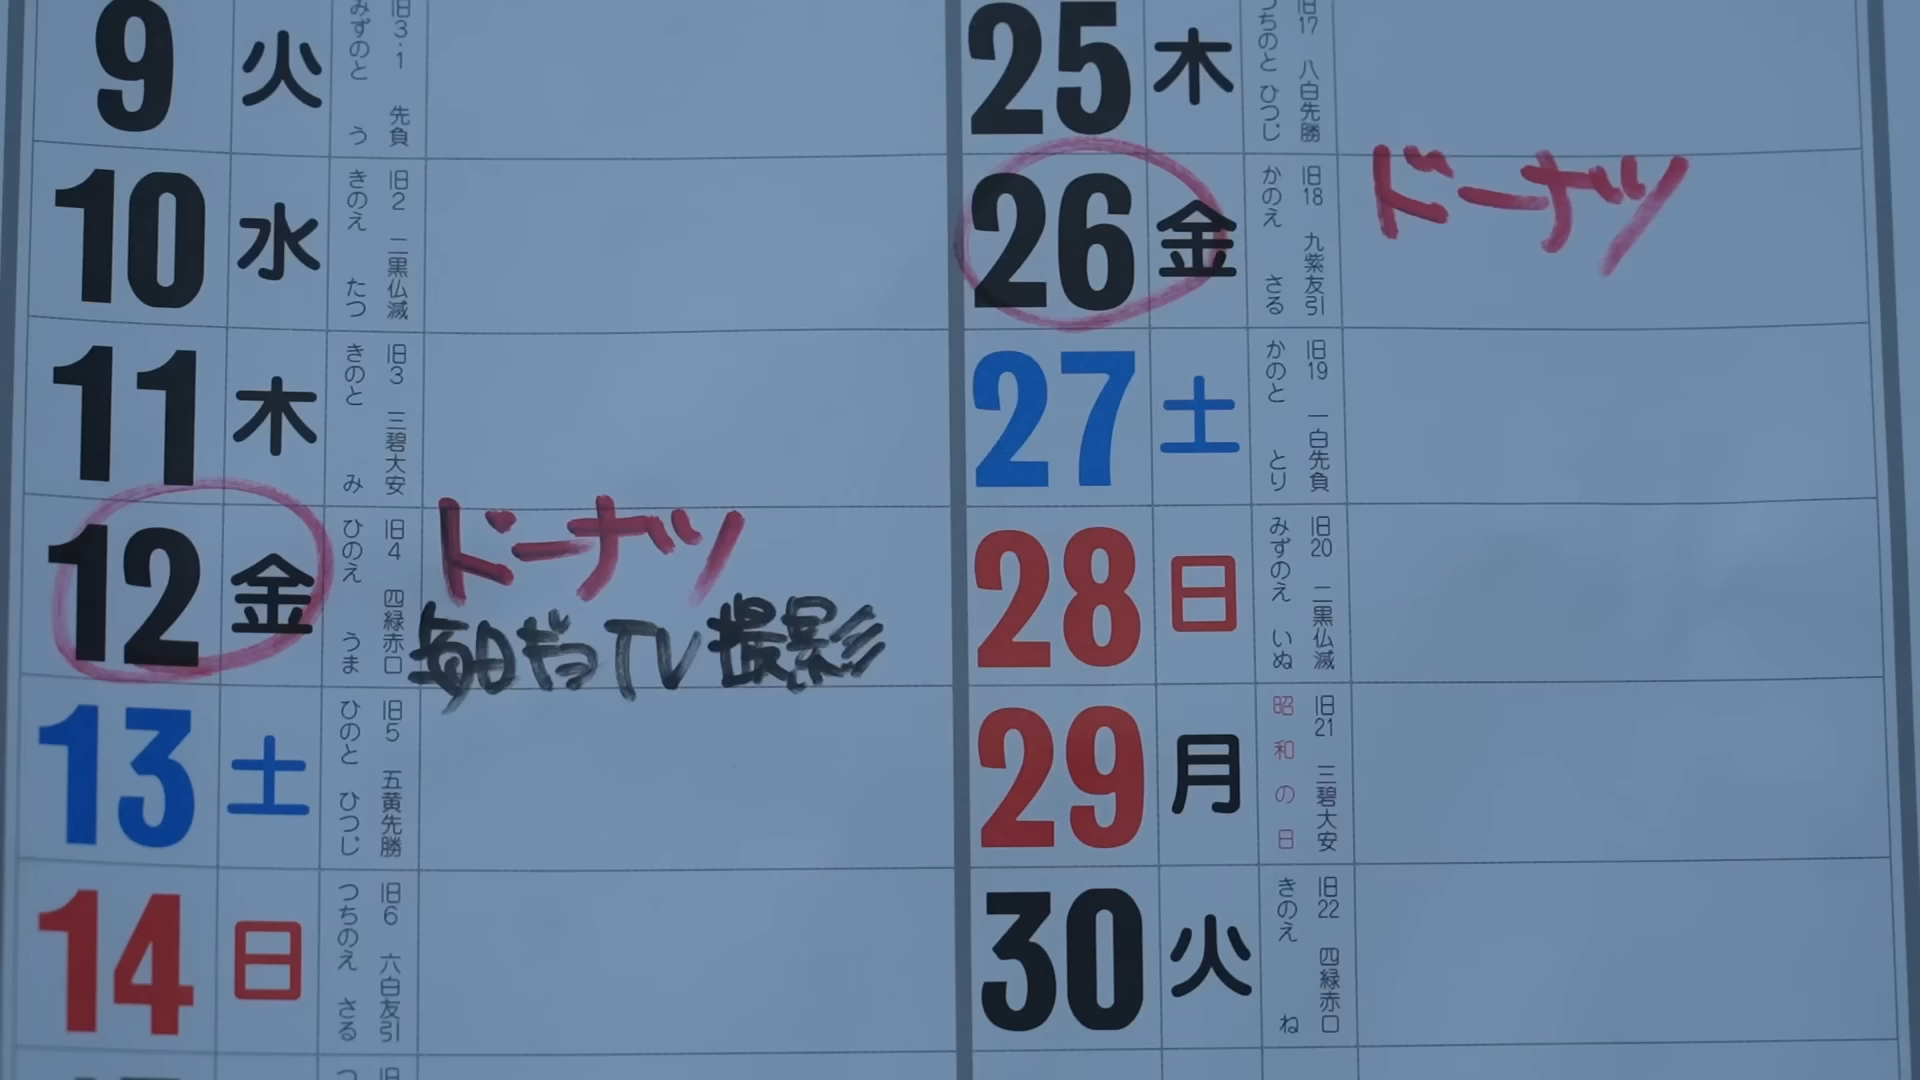 9 火 みずのと う 旧3・1 先負
10 水 きのえ たつ 旧2 二黒仏滅
11 木 きのと み 旧3 三碧大安
12 金 ひのえ うま 旧4 四緑赤口 ドーナツ
毎日だョTV撮影
13 土 ひのと ひつじ 旧5 五黄先勝
14 日 つちのえ さる 旧6 六白友引
25 木 つちのと ひつじ 旧17 八白先勝
26 金 かのえ さる 旧18 九紫友引 ドーナツ
27 土 かのと とり 旧19 一白先負
28 日 みずのえ いぬ 旧20 二黒仏滅
29 月 昭和の日 旧21 三碧大安
30 火 きのえ ね 旧22 四緑赤口